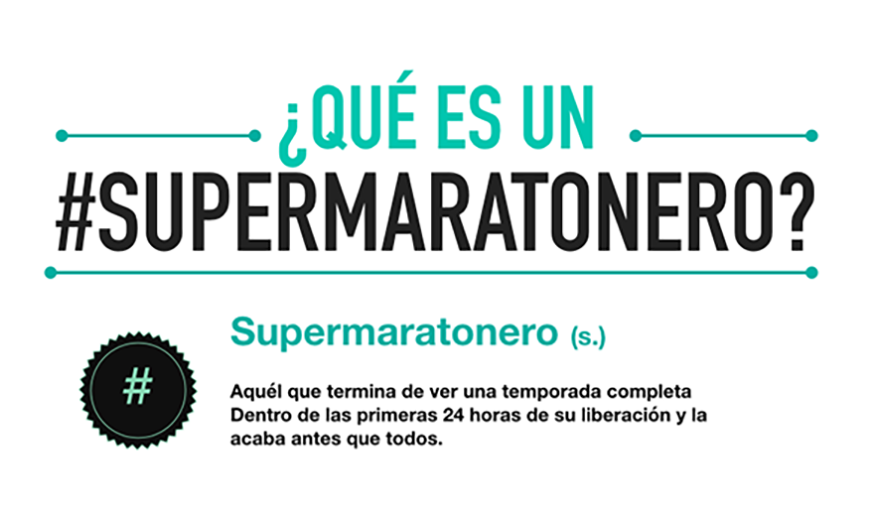 ¿QUÉ ES UN
#SUPERMARATONERO?
Supermaratonero (s.)
#
Aquél que termina de ver una temporada completa
Dentro de las primeras 24 horas de su liberación y la
acaba antes que todos.